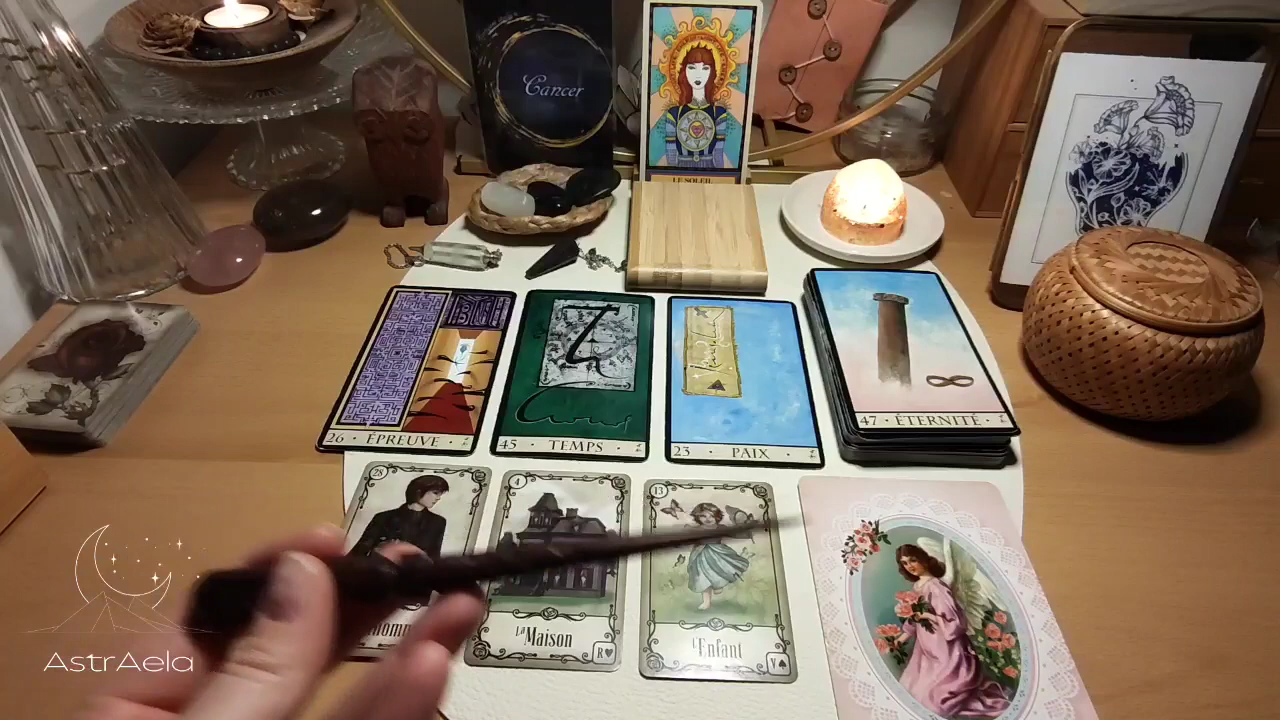 Cancer
LE SOLEIL
26 · ÉPREUVE ·
45 · TEMPS ·
23 · PAIX ·
47 · ÉTERNITÉ ·
28
4
La Maison
R♥
13
L'Enfant
V♠
AstrAela